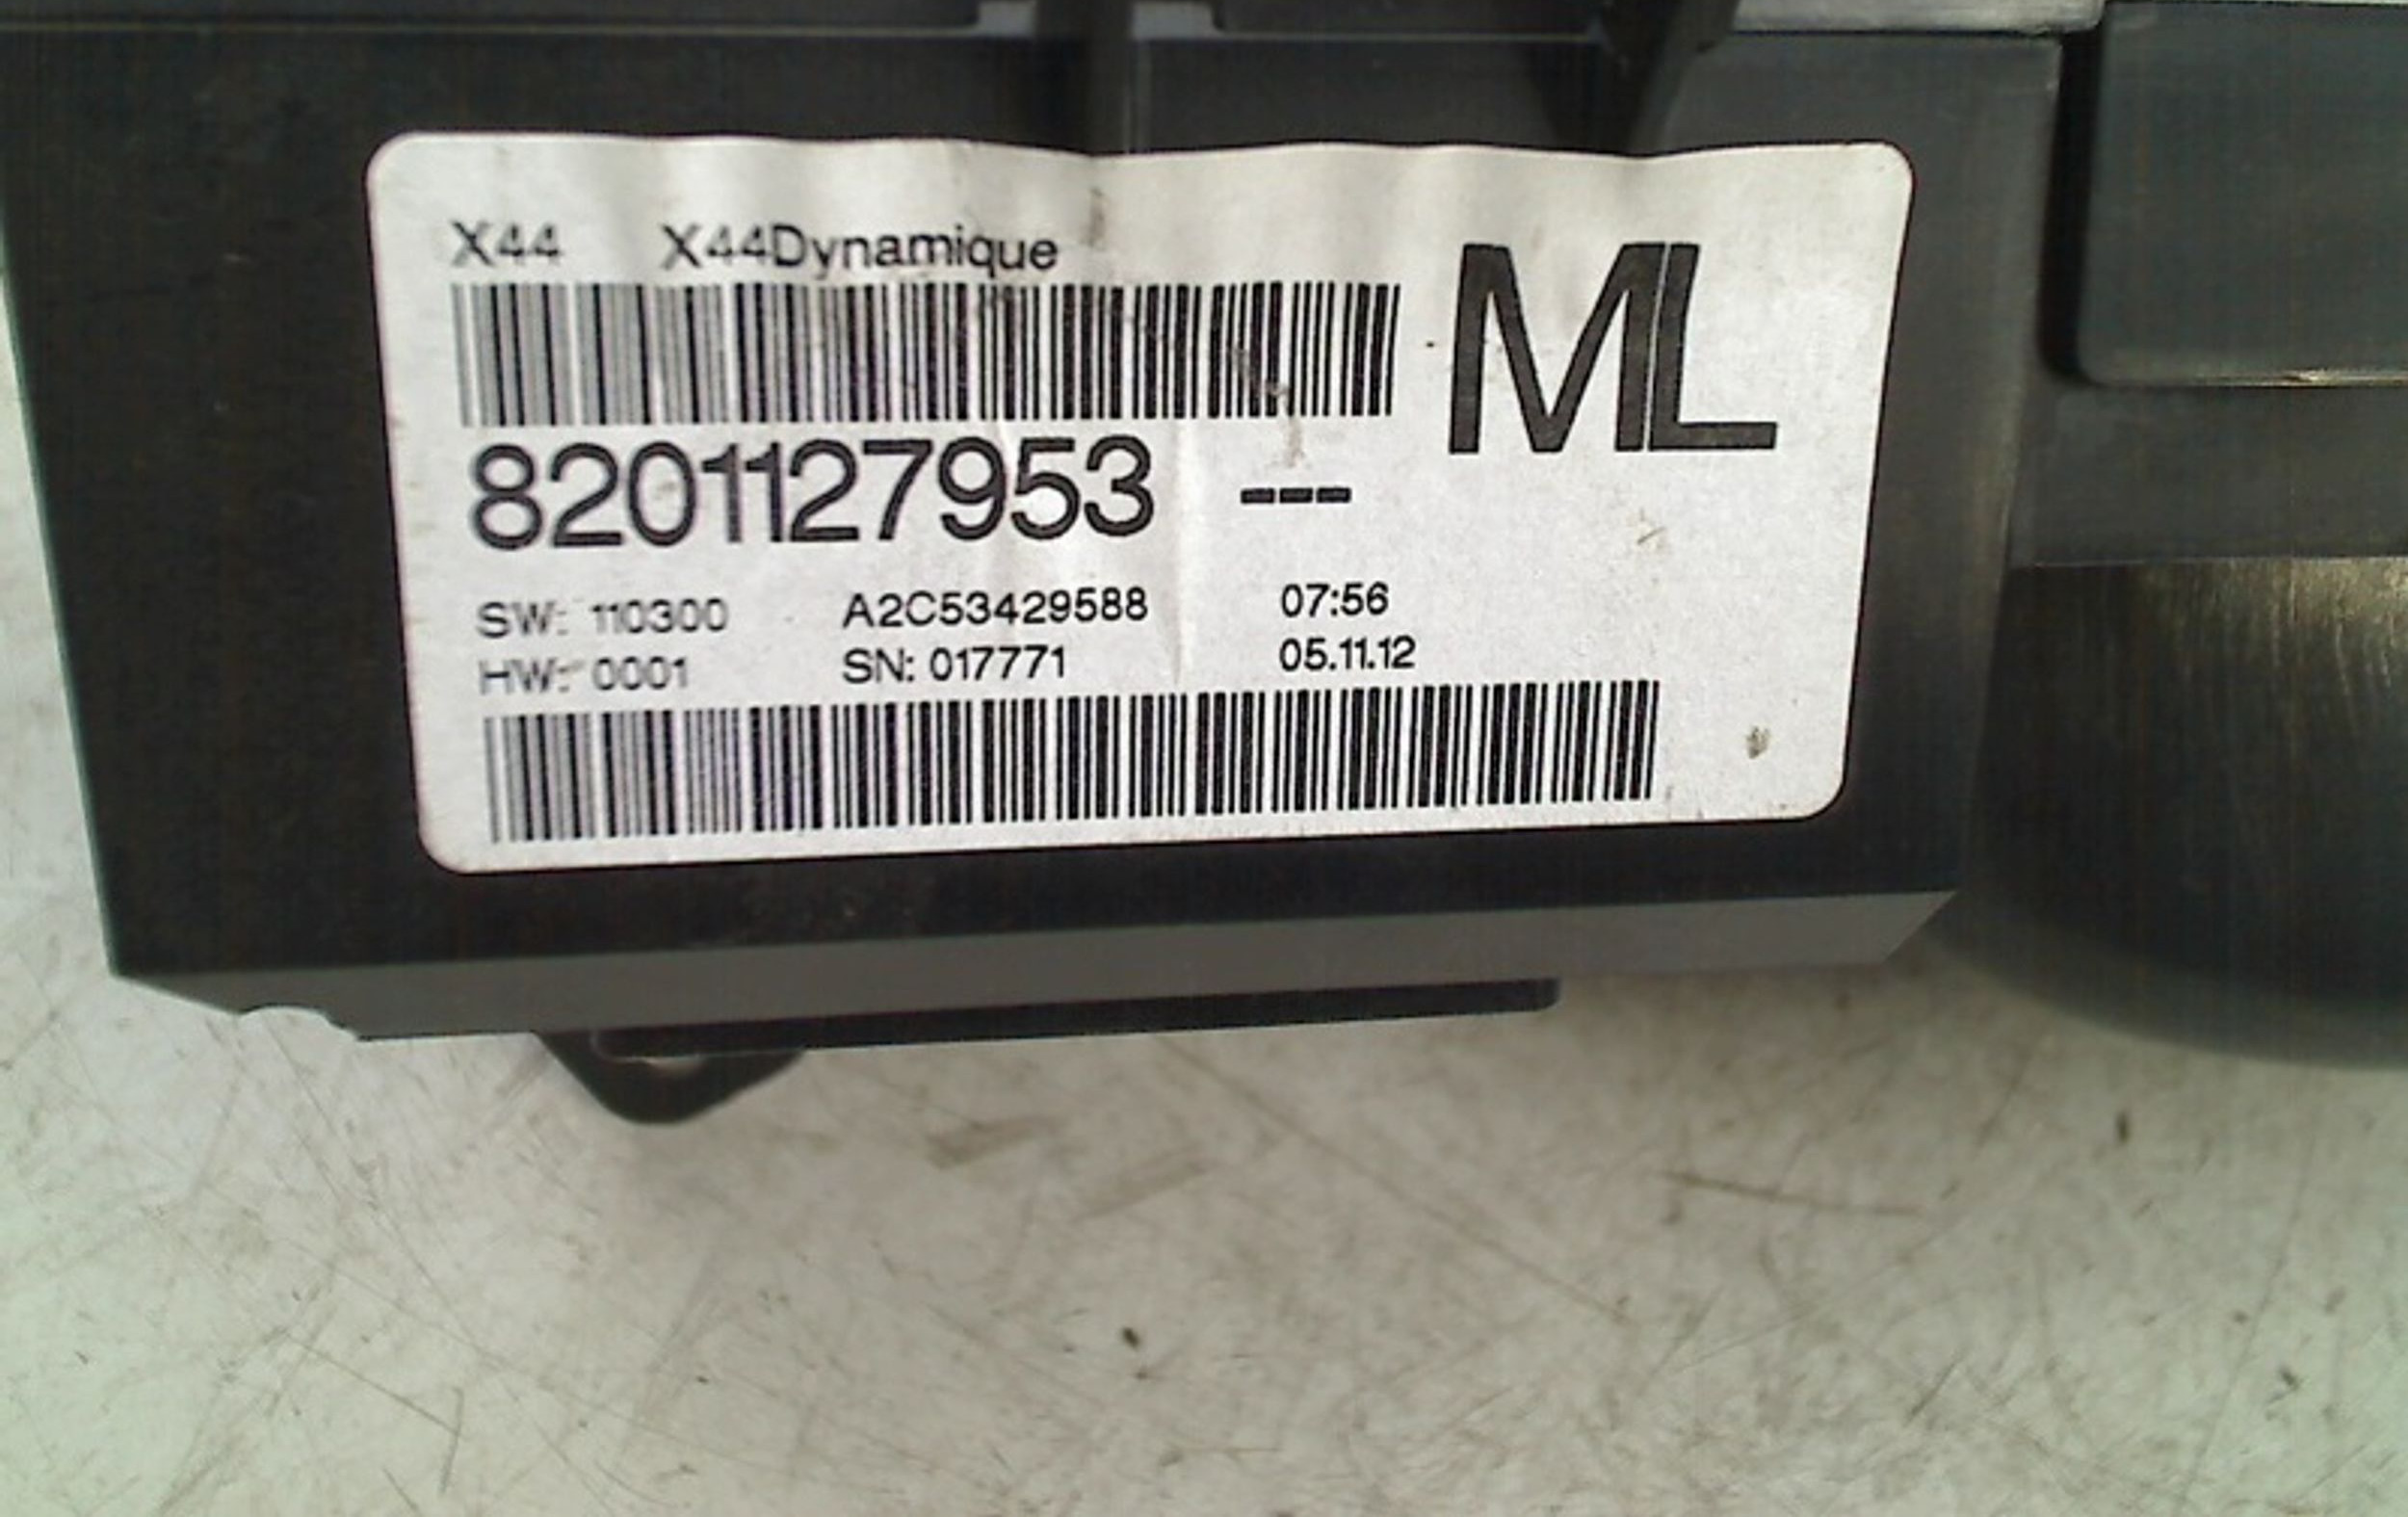 X44 X44Dynamique
ML
8201127953 ---
SW: 110300 A2C53429588 07:56
HW: 0001 SN: 017771 05.11.12